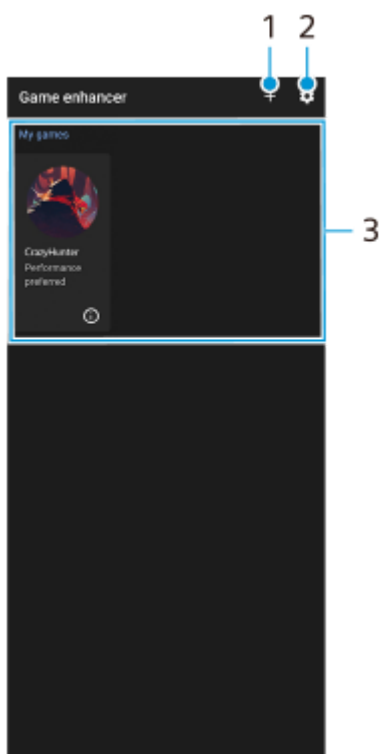 1 2
Game enhancer
My games
3
CrazyHunter
Performance
preferred